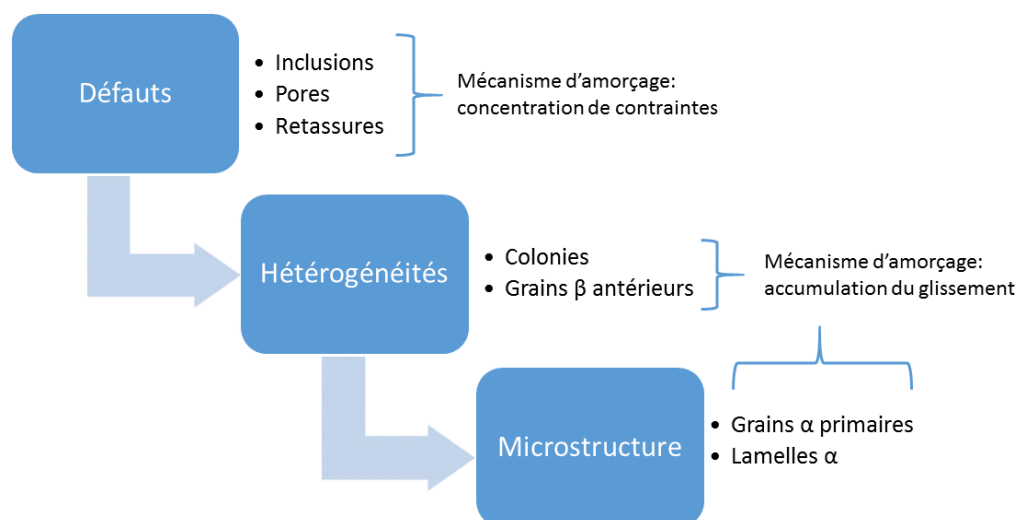 Défauts
• Inclusions
• Pores
• Retassures
Mécanisme d’amorçage:
concentration de contraintes
Hétérogénéités
• Colonies
• Grains β antérieurs
Mécanisme d’amorçage:
accumulation du glissement
Microstructure
• Grains α primaires
• Lamelles α